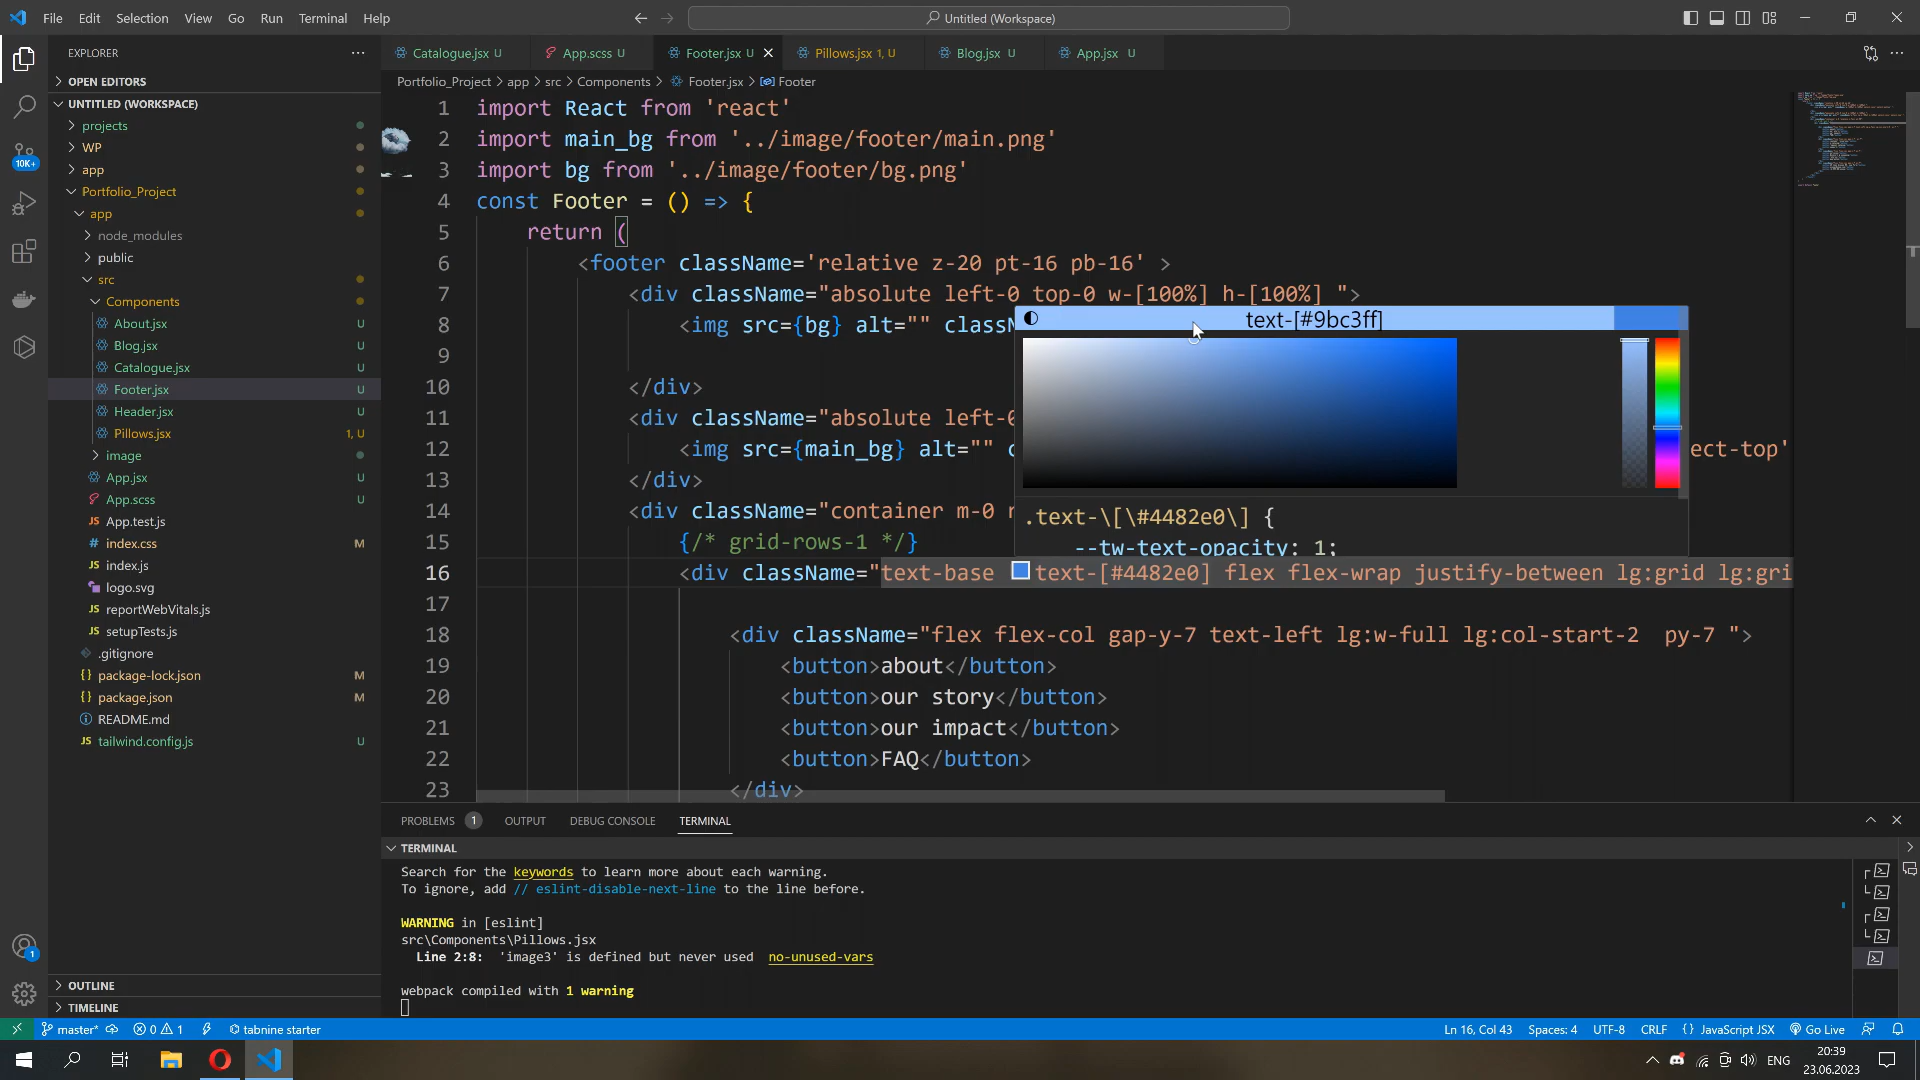 File Edit Selection View Go Run Terminal Help
Untitled (Workspace)
EXPLORER
OPEN EDITORS
UNTITLED (WORKSPACE)
projects
WP
app
Portfolio_Project
app
node_modules
public
src
Components
About.jsx U
Blog.jsx U
Catalogue.jsx U
Footer.jsx U
Header.jsx U
Pillows.jsx 1, U
image
App.jsx U
App.scss U
JS App.test.js
# index.css M
JS index.js
logo.svg
JS reportWebVitals.js
JS setupTests.js
.gitignore
{} package-lock.json M
{} package.json M
README.md
JS tailwind.config.js U
OUTLINE
TIMELINE
10K+
1
Catalogue.jsx U App.scss U Footer.jsx U Pillows.jsx 1, U Blog.jsx U App.jsx U
Portfolio_Project > app > src > Components > Footer.jsx > Footer
1 import React from 'react'
2 import main_bg from '../image/footer/main.png'
3 import bg from '../image/footer/bg.png'
4 const Footer = () => {
5 return (
6 <footer className='relative z-20 pt-16 pb-16' >
7 <div className="absolute left-0 top-0 w-[100%] h-[100%] ">
8 <img src={bg} alt="" class
9
10 </div>
11 <div className="absolute left-0
12 <img src={main_bg} alt="" c ect-top'
13 </div>
14 <div className="container m-0 r
15 {/* grid-rows-1 */}
16 <div className="text-base text-[#4482e0] flex flex-wrap justify-between lg:grid lg:gri
17
18 <div className="flex flex-col gap-y-7 text-left lg:w-full lg:col-start-2 py-7 ">
19 <button>about</button>
20 <button>our story</button>
21 <button>our impact</button>
22 <button>FAQ</button>
23 </div>
text-[#9bc3ff]
.text-\[\#4482e0\] {
--tw-text-opacity: 1;
PROBLEMS 1 OUTPUT DEBUG CONSOLE TERMINAL
TERMINAL
Search for the keywords to learn more about each warning.
To ignore, add // eslint-disable-next-line to the line before.
WARNING in [eslint]
src\Components\Pillows.jsx
Line 2:8: 'image3' is defined but never used no-unused-vars
webpack compiled with 1 warning
master* 0 1 tabnine starter
Ln 16, Col 43 Spaces: 4 UTF-8 CRLF {} JavaScript JSX Go Live
ENG
20:39
23.06.2023